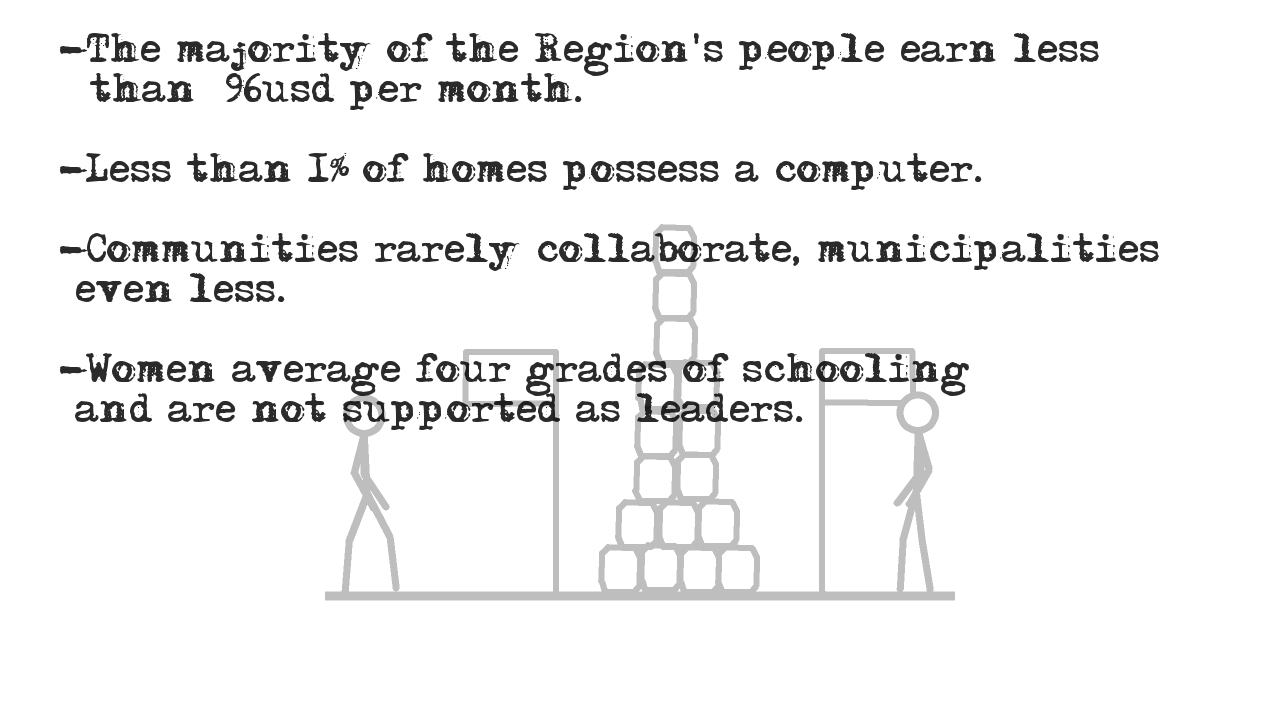 -The majority of the Region's people earn less
than 96usd per month.
-Less than 1% of homes possess a computer.
-Communities rarely collaborate, municipalities
even less.
-Women average four grades of schooling
and are not supported as leaders.